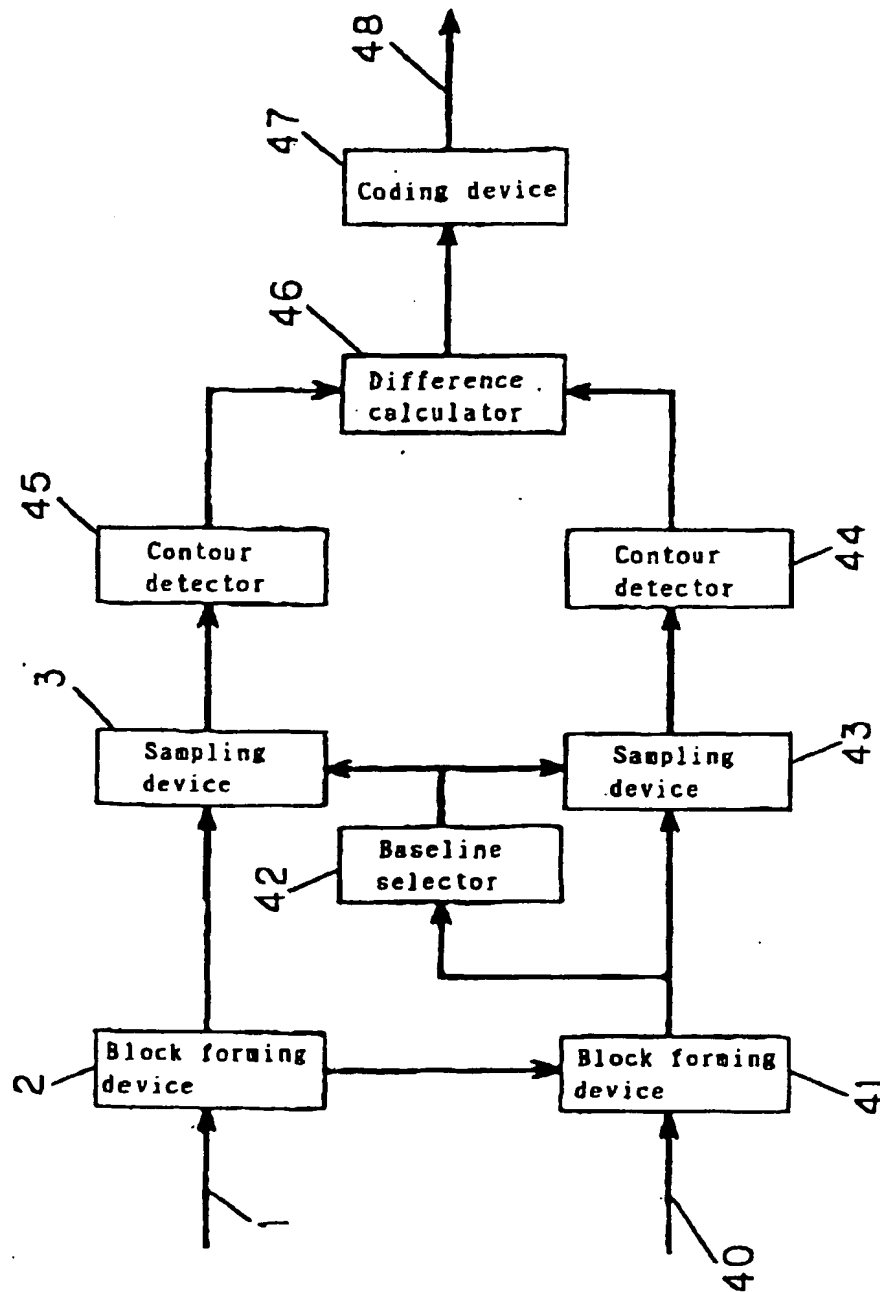 48
47
Coding device
46
Difference
calculator
45
Contour
detector
44
Contour
detector
3
Sampling
device
43
Sampling
device
42
Baseline
selector
2
Block forming
device
41
Block forming
device
1
40